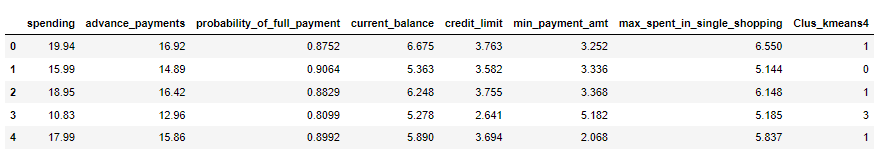 spending advance_payments probability_of_full_payment current_balance credit_limit min_payment_amt max_spent_in_single_shopping Clus_kmeans4
0 19.94 16.92 0.8752 6.675 3.763 3.252 6.550 1
1 15.99 14.89 0.9064 5.363 3.582 3.336 5.144 0
2 18.95 16.42 0.8829 6.248 3.755 3.368 6.148 1
3 10.83 12.96 0.8099 5.278 2.641 5.182 5.185 3
4 17.99 15.86 0.8992 5.890 3.694 2.068 5.837 1